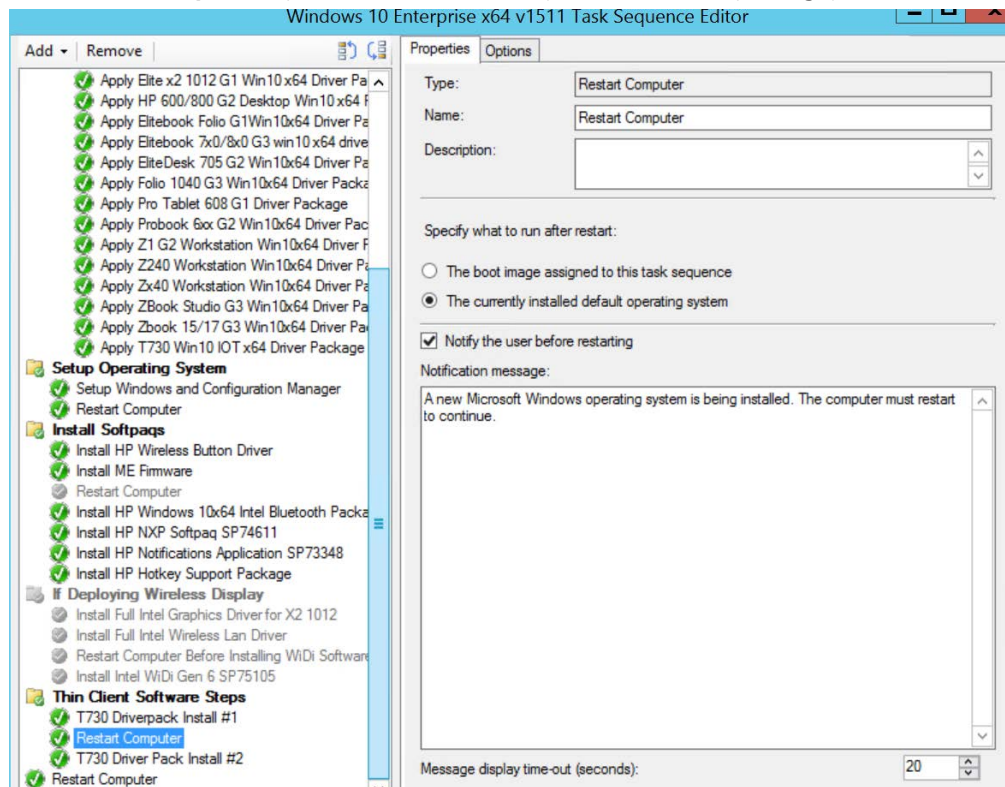 Windows 10 Enterprise x64 v1511 Task Sequence Editor
Add
Remove
Apply Elite x2 1012 G1 Win10 x64 Driver Pa
Apply HP 600/800 G2 Desktop Win10 x64 F
Apply Elitebook Folio G1Win10x64 Driver Pa
Apply Elitebook 7x0/8x0 G3 win10 x64 drive
Apply EliteDesk 705 G2 Win10x64 Driver Pa
Apply Folio 1040 G3 Win10x64 Driver Packa
Apply Pro Tablet 608 G1 Driver Package
Apply Probook 6xx G2 Win10x64 Driver Pac
Apply Z1 G2 Workstation Win10x64 Driver F
Apply Z240 Workstation Win10x64 Driver Pa
Apply Zx40 Workstation Win10x64 Driver Pa
Apply ZBook Studio G3 Win10x64 Driver Pa
Apply Zbook 15/17 G3 Win10x64 Driver Pa
Apply T730 Win10 IOT x64 Driver Package
Setup Operating System
Setup Windows and Configuration Manager
Restart Computer
Install Softpaqs
Install HP Wireless Button Driver
Install ME Firmware
Restart Computer
Install HP Windows 10x64 Intel Bluetooth Packa
Install HP NXP Softpaq SP74611
Install HP Notifications Application SP73348
Install HP Hotkey Support Package
If Deploying Wireless Display
Install Full Intel Graphics Driver for X2 1012
Install Full Intel Wireless Lan Driver
Restart Computer Before Installing WiDi Software
Install Intel WiDi Gen 6 SP75105
Thin Client Software Steps
T730 Driverpack Install #1
Restart Computer
T730 Driver Pack Install #2
Restart Computer
Properties
Options
Type:
Restart Computer
Name:
Restart Computer
Description:
Specify what to run after restart:
The boot image assigned to this task sequence
The currently installed default operating system
Notify the user before restarting
Notification message:
A new Microsoft Windows operating system is being installed. The computer must restart
to continue.
Message display time-out (seconds):
20